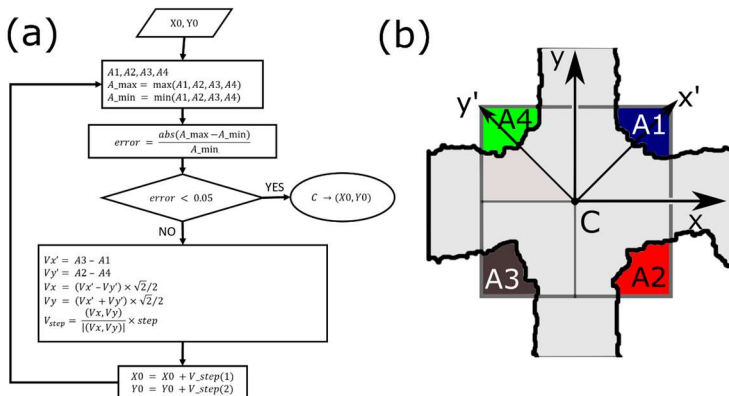 (a)
X0, Y0
A1, A2, A3, A4
A_max = max(A1, A2, A3, A4)
A_min = min(A1, A2, A3, A4)
error = abs(A_max−A_min) / A_min
error < 0.05
YES
C → (X0, Y0)
NO
Vx' = A3 − A1
Vy' = A2 − A4
Vx = (Vx' − Vy') × √2/2
Vy = (Vx' + Vy') × √2/2
V_step = (Vx, Vy) / |(Vx, Vy)| × step
X0 = X0 + V_step(1)
Y0 = Y0 + V_step(2)
(b)
y
y'
x'
A4
A1
x
C
A3
A2